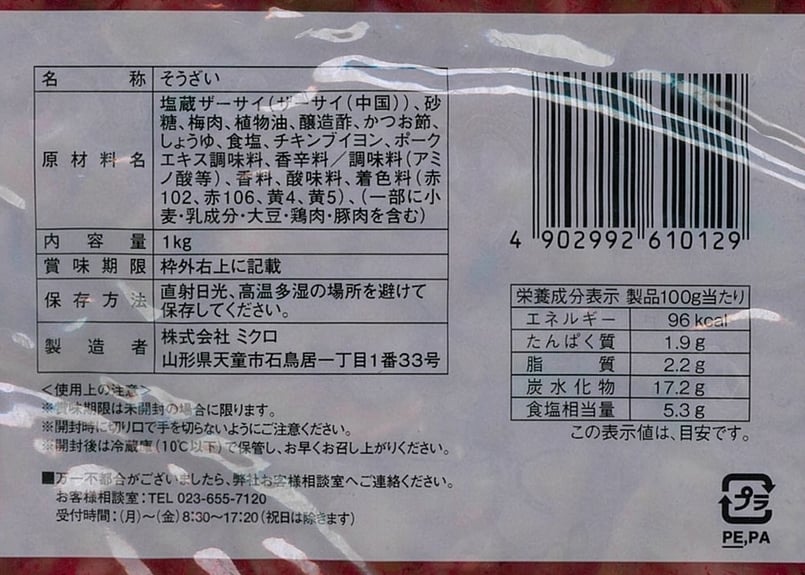 名称 そうざい
原材料名 塩蔵ザーサイ(ザーサイ(中国))、砂
糖、梅肉、植物油、醸造酢、かつお節、
しょうゆ、食塩、チキンブイヨン、ポーク
エキス調味料、香辛料/調味料(アミ
ノ酸等)、香料、酸味料、着色料(赤
102、赤106、黄4、黄5)、(一部に小
麦・乳成分・大豆・鶏肉・豚肉を含む)
内容量 1kg
賞味期限 枠外右上に記載
保存方法 直射日光、高温多湿の場所を避けて
保存してください。
製造者 株式会社 ミクロ
山形県天童市石鳥居一丁目1番33号
<使用上の注意>
※賞味期限は未開封の場合に限ります。
※開封時に切り口で手を切らないようにご注意ください。
※開封後は冷蔵庫(10℃以下)で保管し、お早くお召し上がりください。
■万一不都合がございましたら、弊社お客様相談室へご連絡ください。
お客様相談室:TEL 023-655-7120
受付時間:(月)〜(金)8:30〜17:20(祝日は除きます)
4 902992 610129
栄養成分表示 製品100g当たり
エネルギー 96 kcal
たんぱく質 1.9 g
脂質 2.2 g
炭水化物 17.2 g
食塩相当量 5.3 g
この表示値は、目安です。
プラ
PE,PA